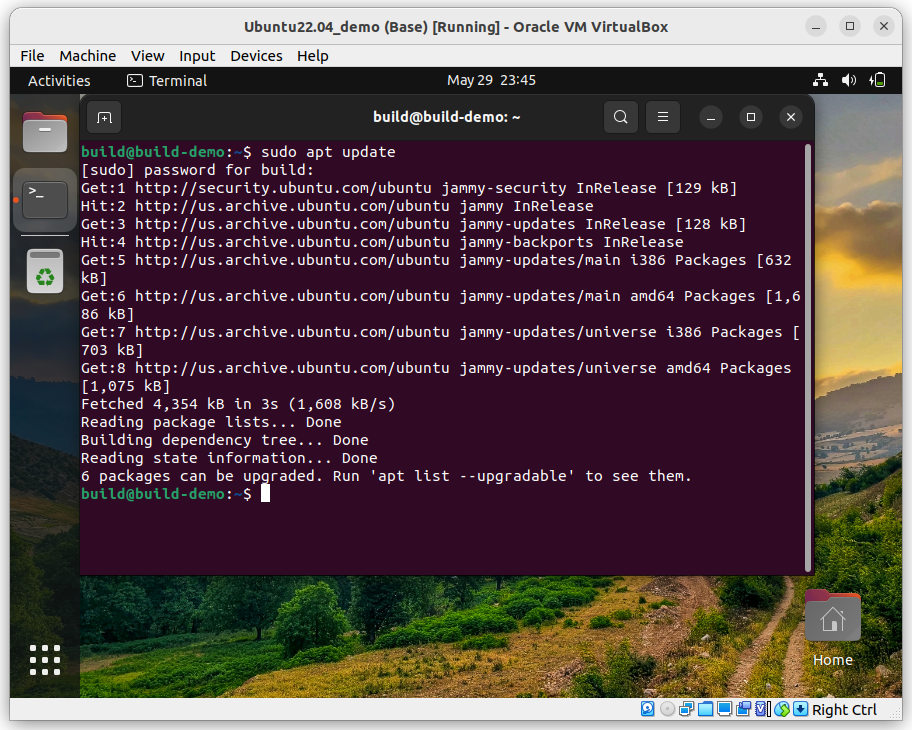 Ubuntu22.04_demo (Base) [Running] - Oracle VM VirtualBox
File Machine View Input Devices Help
Activities Terminal May 29 23:45
build@build-demo: ~
build@build-demo:~$ sudo apt update
[sudo] password for build:
Get:1 http://security.ubuntu.com/ubuntu jammy-security InRelease [129 kB]
Hit:2 http://us.archive.ubuntu.com/ubuntu jammy InRelease
Get:3 http://us.archive.ubuntu.com/ubuntu jammy-updates InRelease [128 kB]
Hit:4 http://us.archive.ubuntu.com/ubuntu jammy-backports InRelease
Get:5 http://us.archive.ubuntu.com/ubuntu jammy-updates/main i386 Packages [632
kB]
Get:6 http://us.archive.ubuntu.com/ubuntu jammy-updates/main amd64 Packages [1,6
86 kB]
Get:7 http://us.archive.ubuntu.com/ubuntu jammy-updates/universe i386 Packages [
703 kB]
Get:8 http://us.archive.ubuntu.com/ubuntu jammy-updates/universe amd64 Packages
[1,075 kB]
Fetched 4,354 kB in 3s (1,608 kB/s)
Reading package lists... Done
Building dependency tree... Done
Reading state information... Done
6 packages can be upgraded. Run 'apt list --upgradable' to see them.
build@build-demo:~$
Home
Right Ctrl